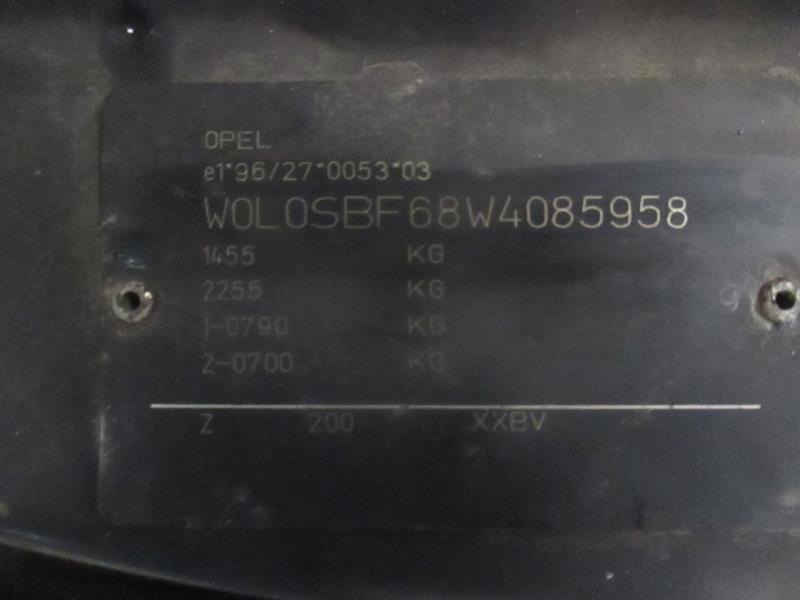 OPEL
e1*96/27*0053*03
W0L0SBF68W4085958
1455 KG
2255 KG
1-0790 KG
2-0700 KG
Z 200 XXBV